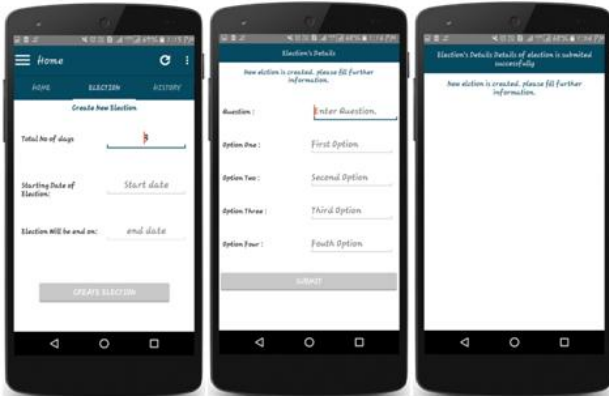 Home
HOME ELECTION HISTORY
Create New Election
Total No of days
Starting Date of
Election:
Start date
Election Will be end on:
end date
CREATE ELECTION
Election's Details
New elction is created, please fill further
information.
Question :
Enter Question.
Option One :
First Option
Option Two :
Second Option
Option Three :
Third Option
Option Four :
Fouth Option
SUBMIT
Election's Details Details of election is submited
successfully
New elction is created, please fill further
information.